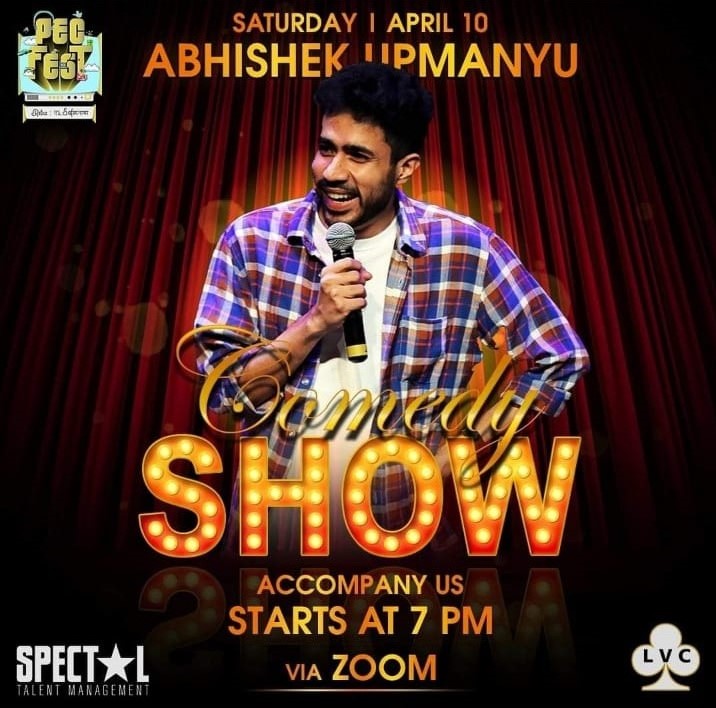 SATURDAY | APRIL 10
PEC
FEST
ABHISHEK UPMANYU
Comedy
SHOW
ACCOMPANY US
STARTS AT 7 PM
VIA ZOOM
SPECT★L
TALENT MANAGEMENT
LVC